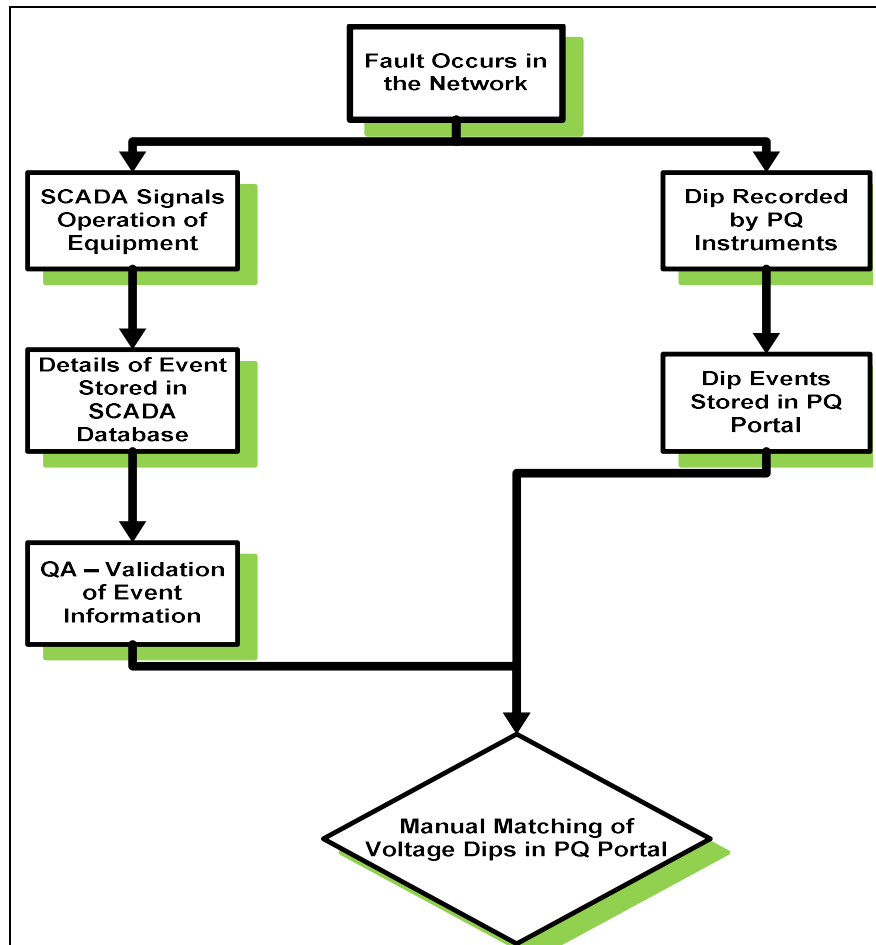 Fault Occurs in
the Network
SCADA Signals
Operation of
Equipment
Dip Recorded
by PQ
Instruments
Details of Event
Stored in
SCADA
Database
Dip Events
Stored in PQ
Portal
QA – Validation
of Event
Information
Manual Matching of
Voltage Dips in PQ Portal